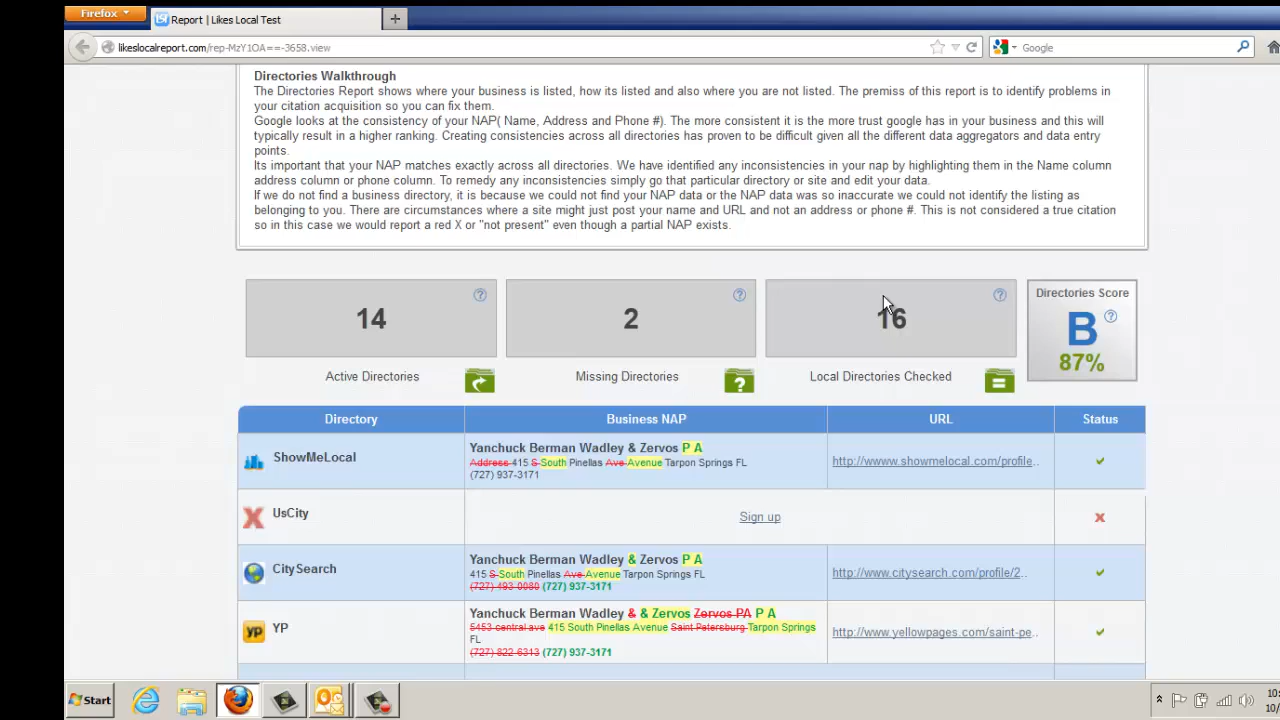 Firefox
Report | Likes Local Test
likeslocalreport.com/rep-MzY1OA==-3658.view
Google
Directories Walkthrough
The Directories Report shows where your business is listed, how its listed and also where you are not listed. The premiss of this report is to identify problems in
your citation acquisition so you can fix them.
Google looks at the consistency of your NAP( Name, Address and Phone #). The more consistent it is the more trust google has in your business and this will
typically result in a higher ranking. Creating consistencies across all directories has proven to be difficult given all the different data aggregators and data entry
points.
Its important that your NAP matches exactly across all directories. We have identified any inconsistencies in your nap by highlighting them in the Name column
address column or phone column. To remedy any inconsistencies simply go that particular directory or site and edit your data.
If we do not find a business directory, it is because we could not find your NAP data or the NAP data was so inaccurate we could not identify the listing as
belonging to you. There are circumstances where a site might just post your name and URL and not an address or phone #. This is not considered a true citation
so in this case we would report a red X or "not present" even though a partial NAP exists.
14
2
16
Directories Score
B
87%
Active Directories
Missing Directories
Local Directories Checked
Directory Business NAP URL Status
ShowMeLocal
Yanchuck Berman Wadley & Zervos P A
Address 415 S South Pinellas Ave Avenue Tarpon Springs FL
(727) 937-3171
http://wwww.showmelocal.com/profile..
UsCity
Sign up
CitySearch
Yanchuck Berman Wadley & Zervos P A
415 S South Pinellas Ave Avenue Tarpon Springs FL
(727) 493-0080 (727) 937-3171
http://www.citysearch.com/profile/2..
YP
Yanchuck Berman Wadley & & Zervos Zervos PA P A
5453 central ave 415 South Pinellas Avenue Saint Petersburg Tarpon Springs
FL
(727) 822-6313 (727) 937-3171
http://www.yellowpages.com/saint-pe..
Start
10:
10/